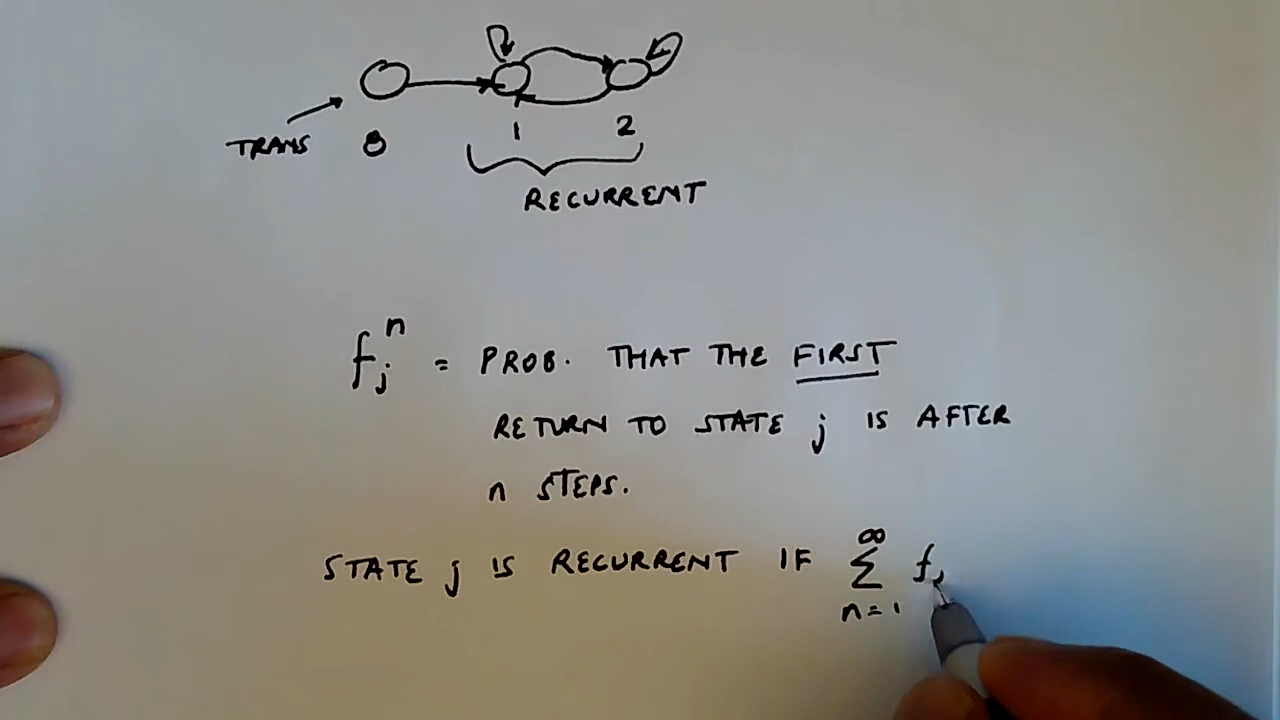 TRANS 0 1 2
RECURRENT
f_j^n = PROB. THAT THE FIRST
RETURN TO STATE j IS AFTER
n STEPS.
STATE j IS RECURRENT IF ∑_{n=1}^∞ f_j